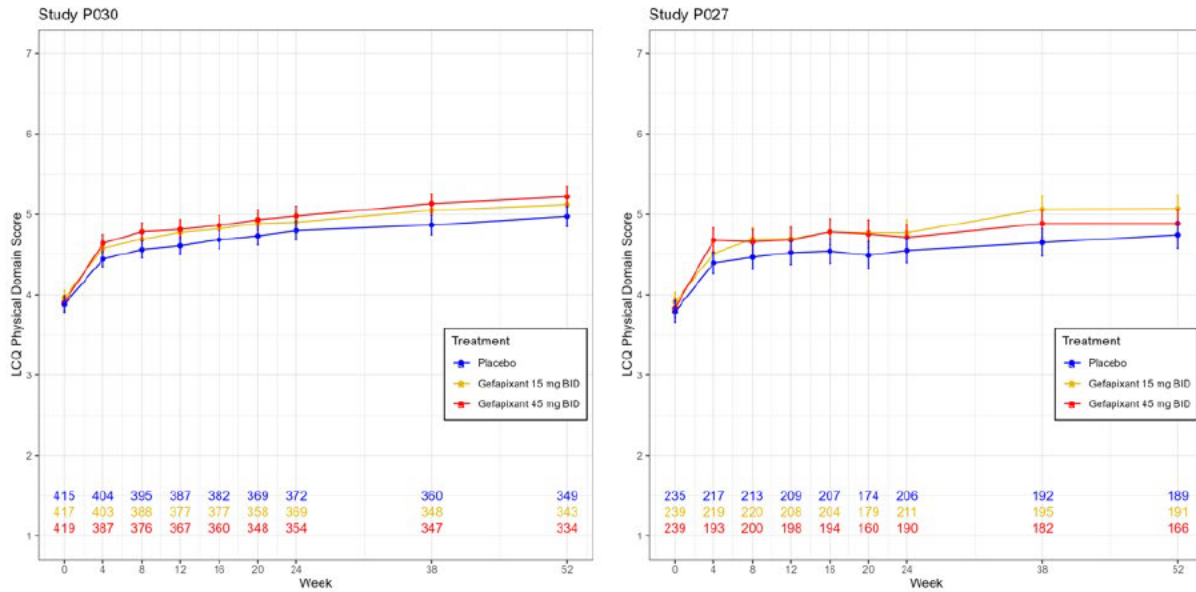 Study P030
LCQ Physical Domain Score
7
6
5
4
3
2
1
Treatment
Placebo
Gefapixant 15 mg BID
Gefapixant 45 mg BID
415 404 395 387 382 369 372 360 349
417 403 388 377 377 358 369 348 343
419 387 376 367 360 348 354 347 334
0 4 8 12 16 20 24 38 52
Week
Study P027
LCQ Physical Domain Score
7
6
5
4
3
2
1
Treatment
Placebo
Gefapixant 15 mg BID
Gefapixant 45 mg BID
235 217 213 209 207 174 206 192 189
239 219 220 208 204 179 211 195 191
239 193 200 198 194 160 190 182 166
0 4 8 12 16 20 24 38 52
Week